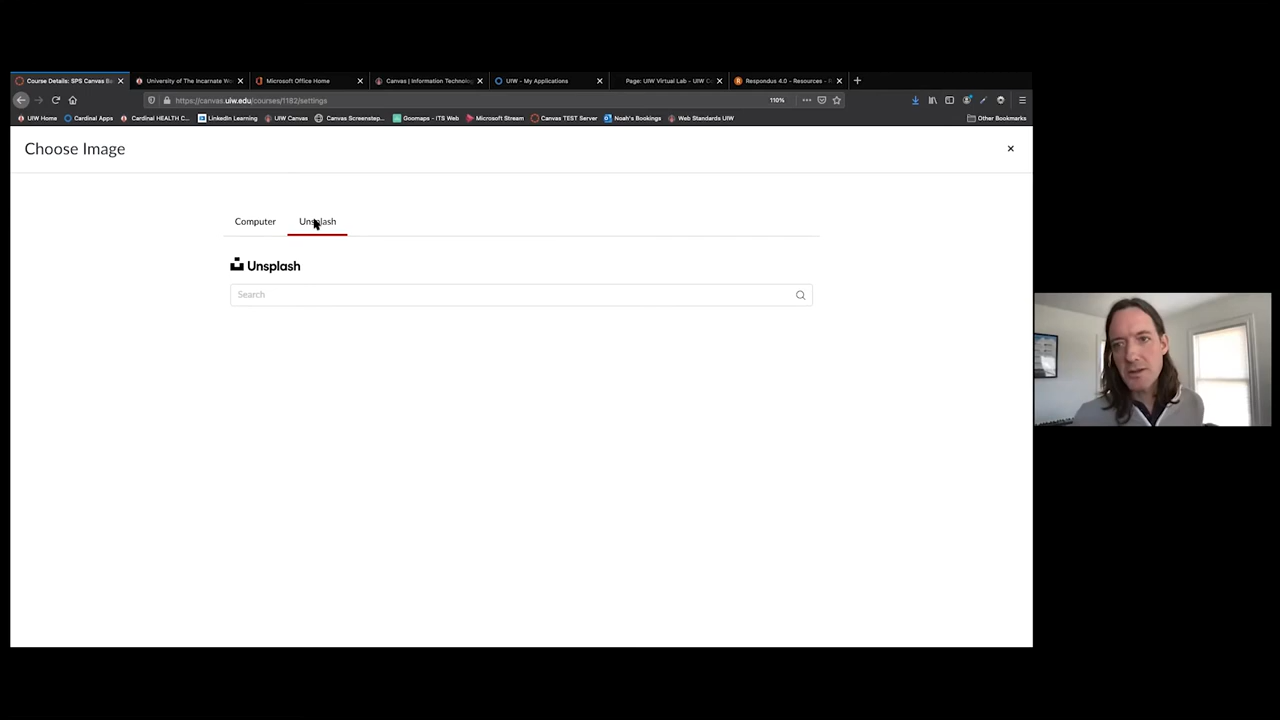 Course Details: SPS Canvas Ba
University of The Incarnate Wo
Microsoft Office Home
Canvas | Information Technolog
UIW - My Applications
Page: UIW Virtual Lab - UIW C
Respondus 4.0 - Resources - R
https://canvas.uiw.edu/courses/1182/settings
110%
UIW Home
Cardinal Apps
Cardinal HEALTH C...
LinkedIn Learning
UIW Canvas
Canvas Screenstep...
Goomaps - ITS Web
Microsoft Stream
Canvas TEST Server
Noah's Bookings
Web Standards UIW
Other Bookmarks
Choose Image
Computer
Unsplash
Unsplash
Search